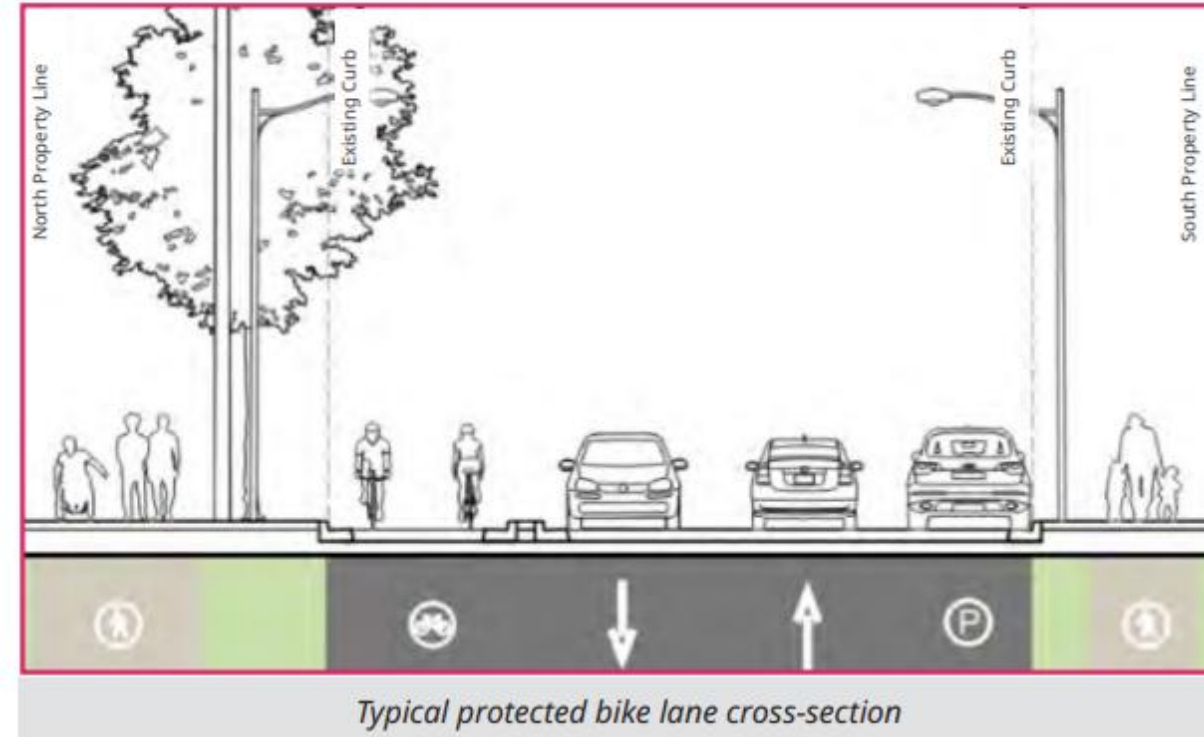 North Property Line
Existing Curb
Existing Curb
South Property Line
P
Typical protected bike lane cross-section